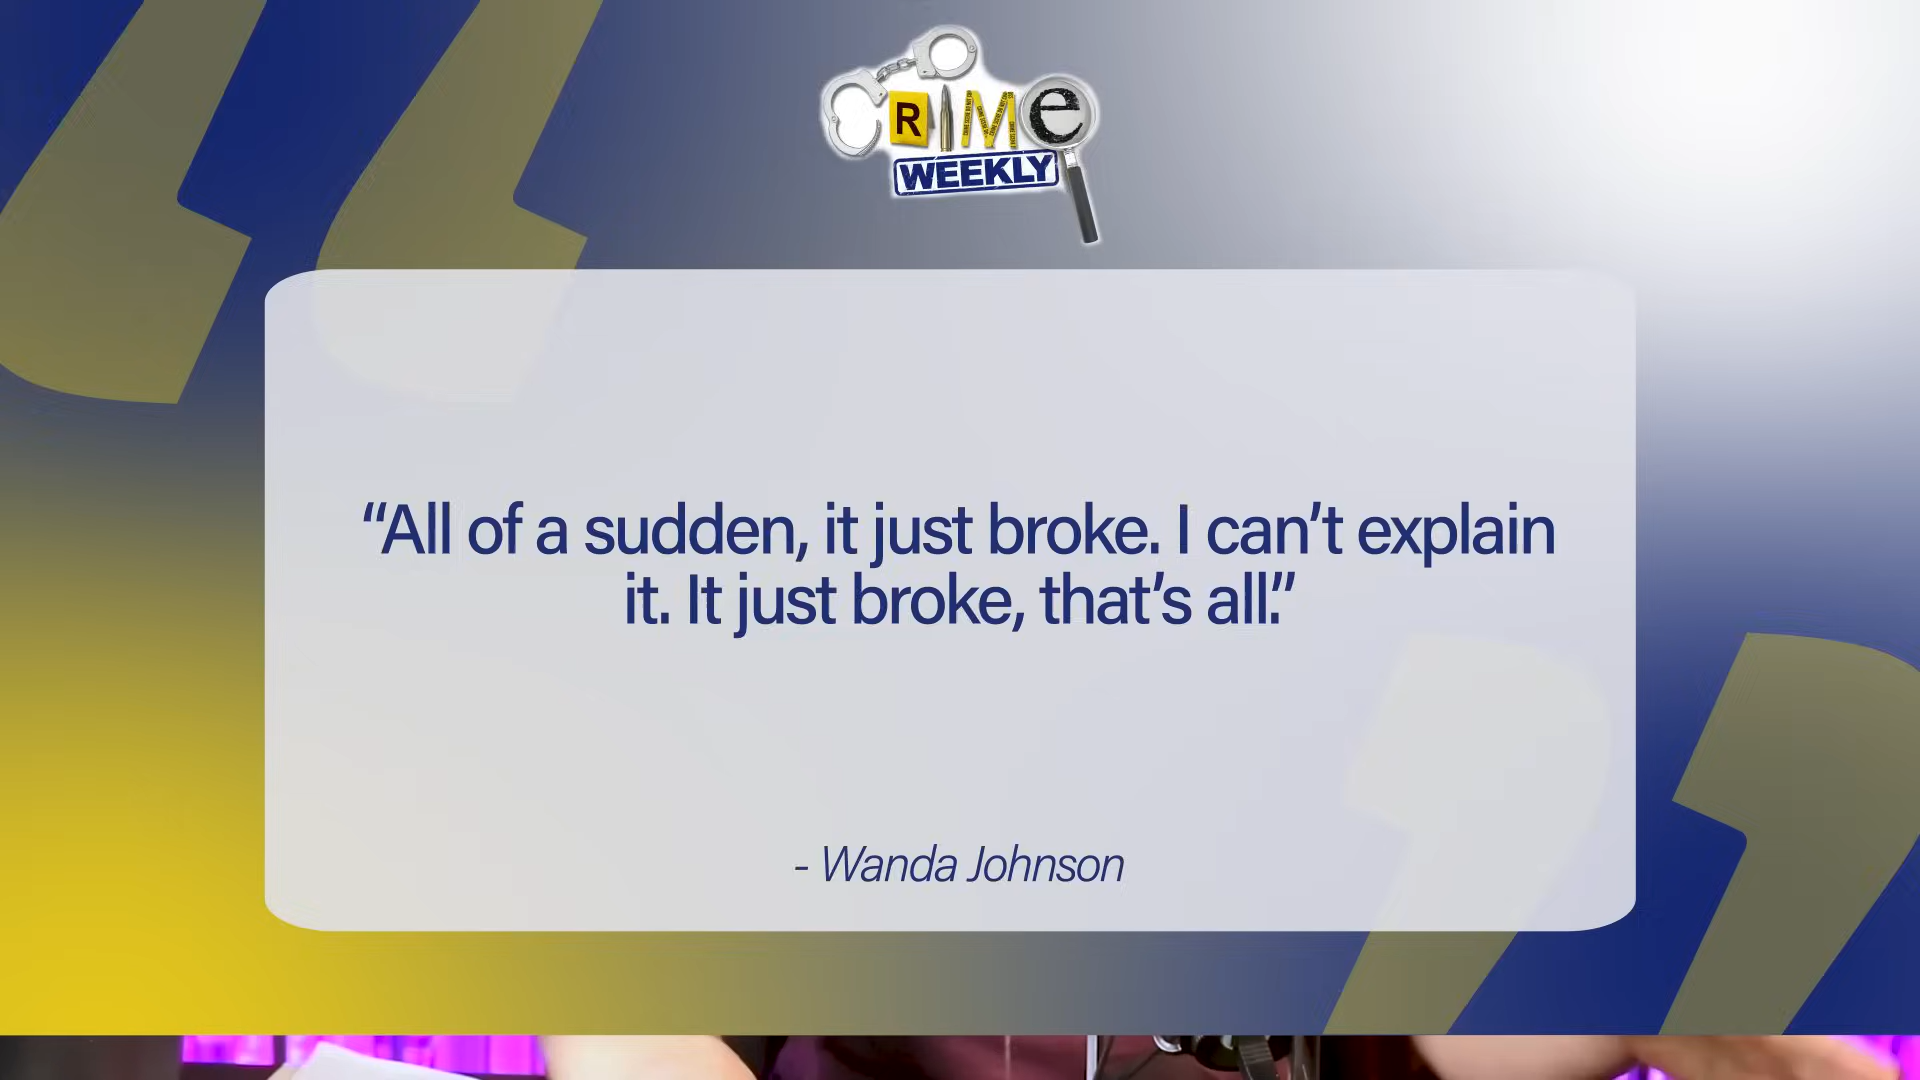 CRIMe
WEEKLY
“All of a sudden, it just broke. I can’t explain
it. It just broke, that’s all.”
- Wanda Johnson